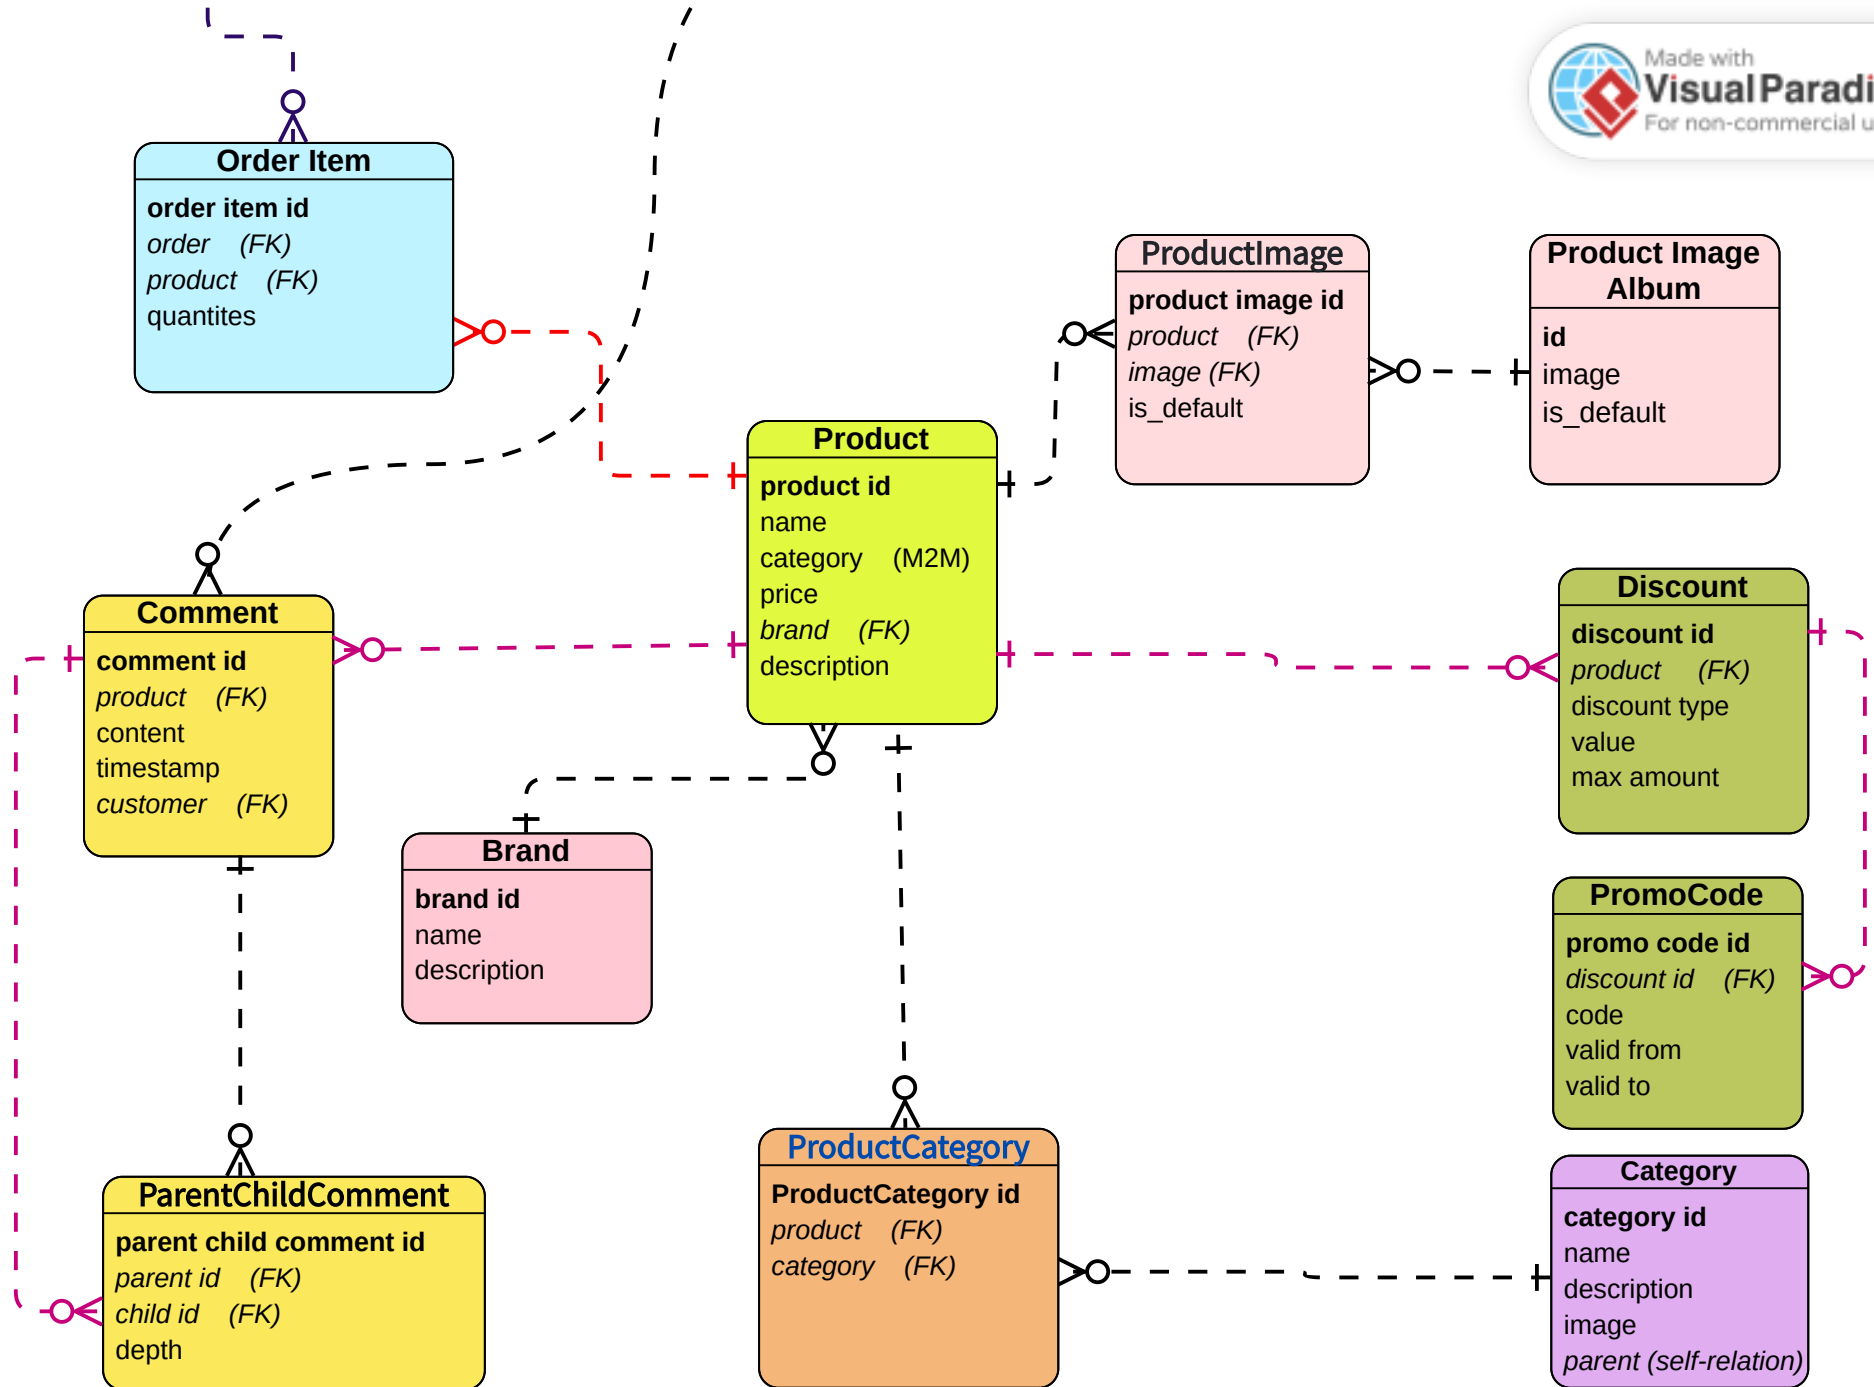 Made with
Visual Paradi
For non-commercial u
Order Item
order item id
order (FK)
product (FK)
quantites
ProductImage
product image id
product (FK)
image (FK)
is_default
Product Image
Album
id
image
is_default
Product
product id
name
category (M2M)
price
brand (FK)
description
Comment
comment id
product (FK)
content
timestamp
customer (FK)
Discount
discount id
product (FK)
discount type
value
max amount
Brand
brand id
name
description
PromoCode
promo code id
discount id (FK)
code
valid from
valid to
ParentChildComment
parent child comment id
parent id (FK)
child id (FK)
depth
ProductCategory
ProductCategory id
product (FK)
category (FK)
Category
category id
name
description
image
parent (self-relation)